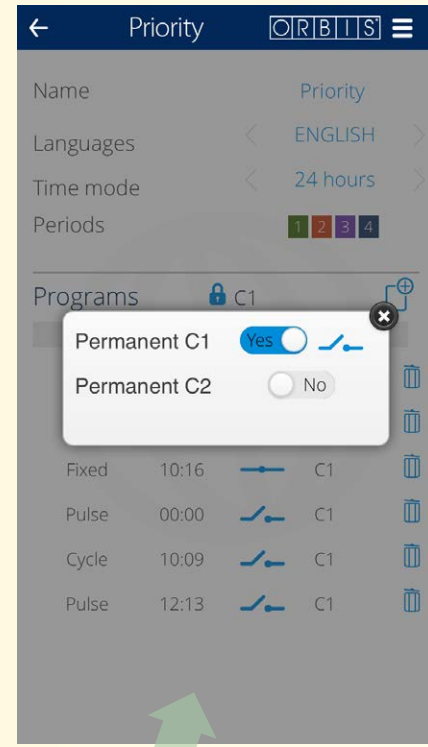 Priority ORBIS
Name Priority
Languages ENGLISH
Time mode 24 hours
Periods 1 2 3 4
Programs C1
Permanent C1 Yes
Permanent C2 No
Fixed 10:16 C1
Pulse 00:00 C1
Cycle 10:09 C1
Pulse 12:13 C1